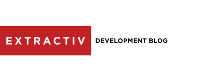 EXTRACTIV DEVELOPMENT BLOG